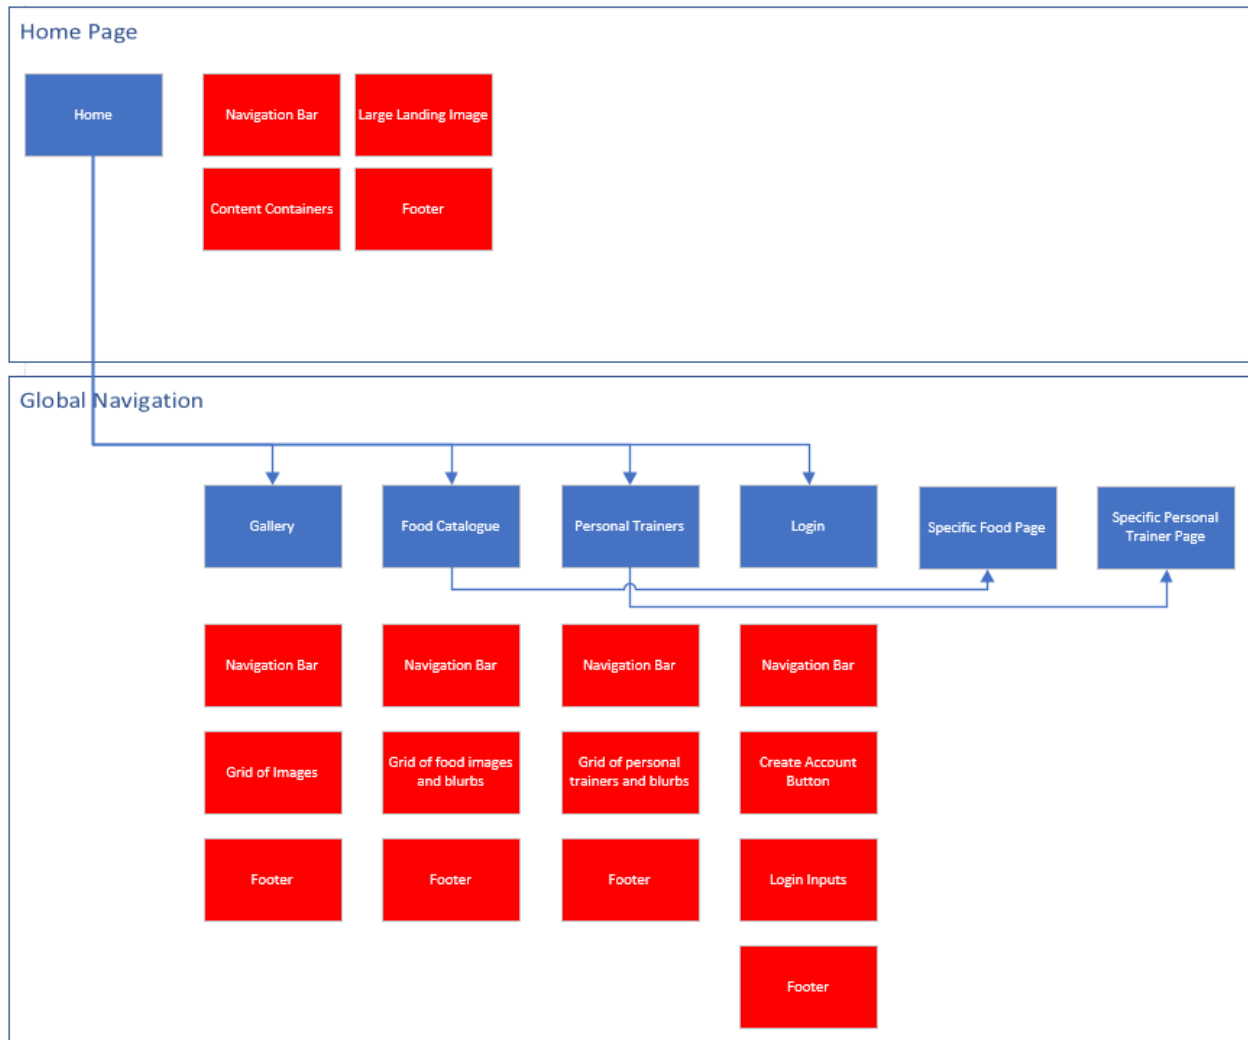 Home Page
Home
Navigation Bar
Large Landing Image
Content Containers
Footer
Global Navigation
Gallery
Food Catalogue
Personal Trainers
Login
Specific Food Page
Specific Personal
Trainer Page
Navigation Bar
Navigation Bar
Navigation Bar
Navigation Bar
Grid of Images
Grid of food images
and blurbs
Grid of personal
trainers and blurbs
Create Account
Button
Footer
Footer
Footer
Login Inputs
Footer